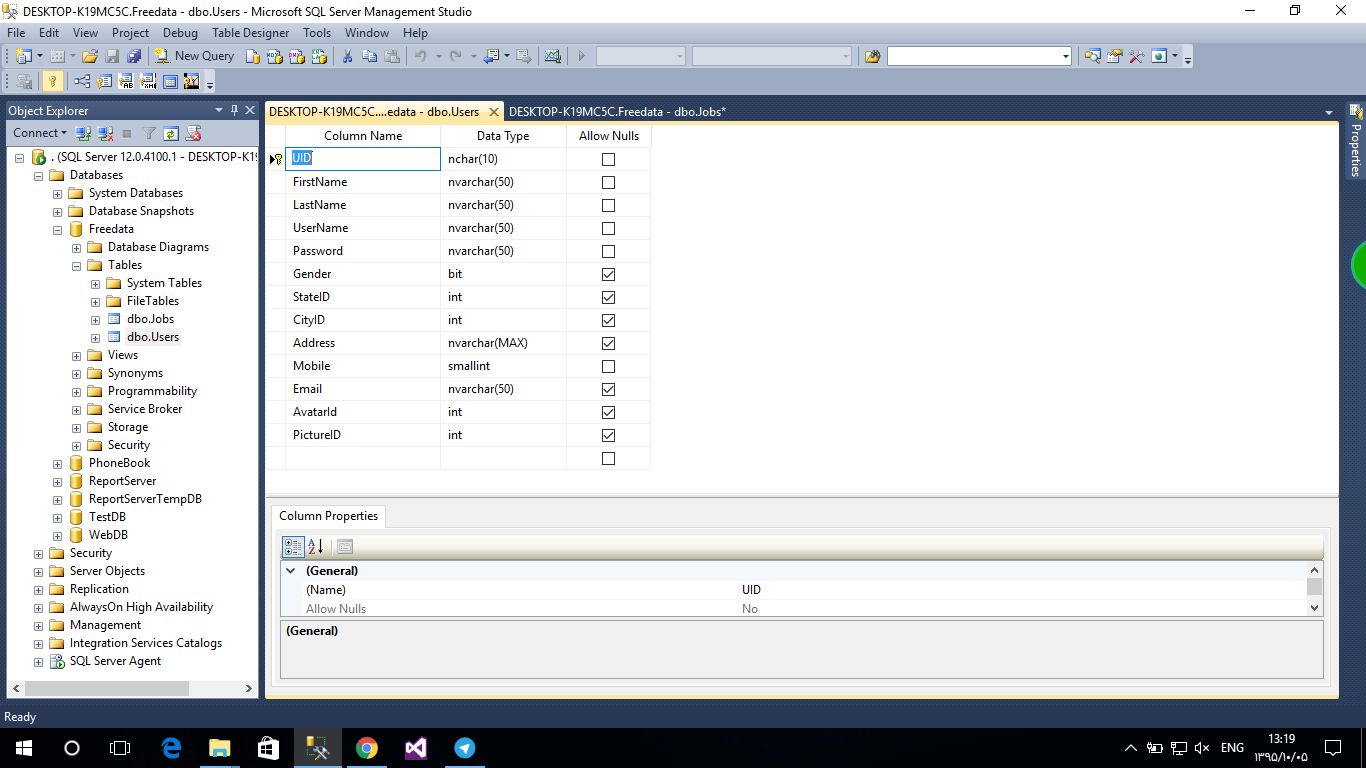 DESKTOP-K19MC5C.Freedata - dbo.Users - Microsoft SQL Server Management Studio
File Edit View Project Debug Table Designer Tools Window Help
New Query
Object Explorer
Connect
. (SQL Server 12.0.4100.1 - DESKTOP-K19
Databases
System Databases
Database Snapshots
Freedata
Database Diagrams
Tables
System Tables
FileTables
dbo.Jobs
dbo.Users
Views
Synonyms
Programmability
Service Broker
Storage
Security
PhoneBook
ReportServer
ReportServerTempDB
TestDB
WebDB
Security
Server Objects
Replication
AlwaysOn High Availability
Management
Integration Services Catalogs
SQL Server Agent
DESKTOP-K19MC5C....edata - dbo.Users DESKTOP-K19MC5C.Freedata - dbo.Jobs*
Column Name Data Type Allow Nulls
UID nchar(10)
FirstName nvarchar(50)
LastName nvarchar(50)
UserName nvarchar(50)
Password nvarchar(50)
Gender bit
StateID int
CityID int
Address nvarchar(MAX)
Mobile smallint
Email nvarchar(50)
AvatarId int
PictureID int
Column Properties
(General)
(Name) UID
Allow Nulls No
(General)
Properties
Ready
ENG
13:19
۱۳۹۵/۱۰/۰۵